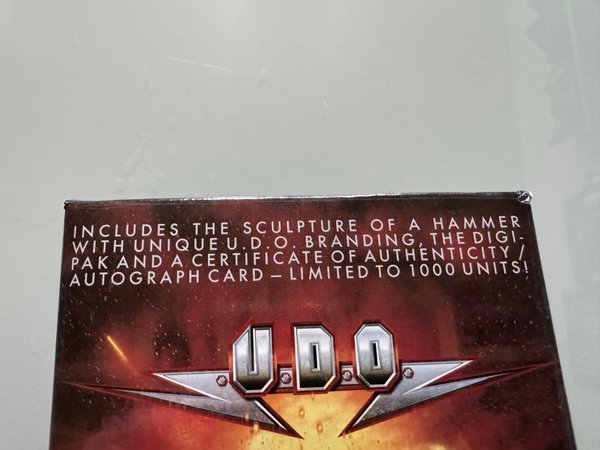 INCLUDES THE SCULPTURE OF A HAMMER
WITH UNIQUE U.D.O. BRANDING, THE DIGI-
PAK AND A CERTIFICATE OF AUTHENTICITY /
AUTOGRAPH CARD – LIMITED TO 1000 UNITS!
U.D.O.